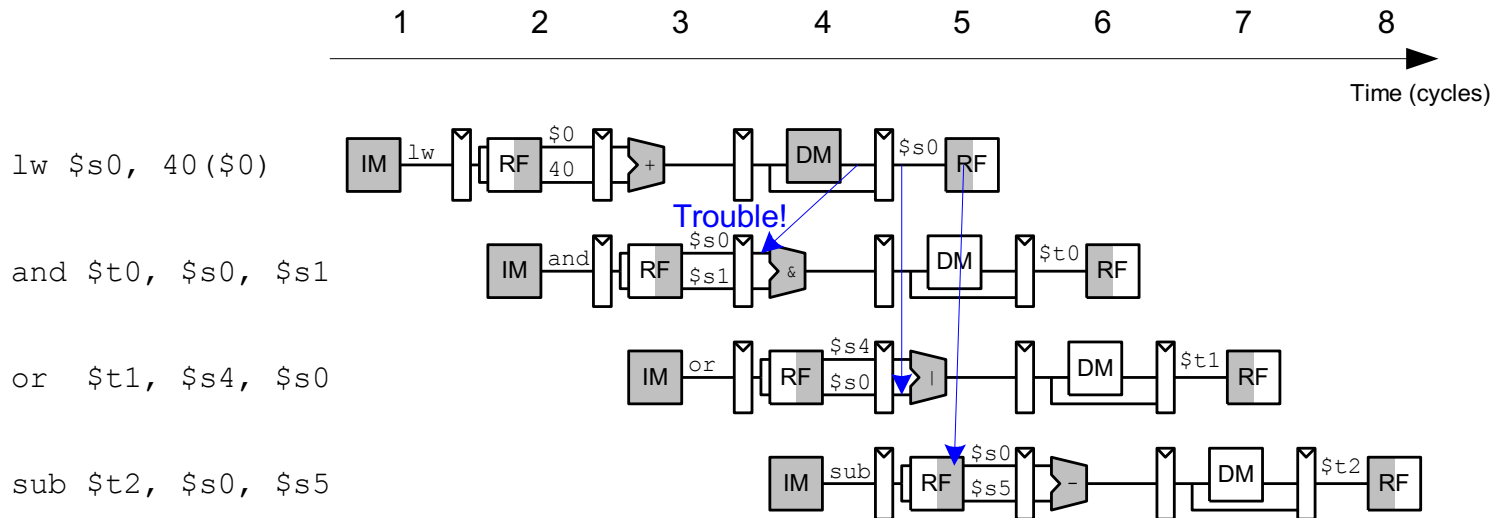 1 2 3 4 5 6 7 8
Time (cycles)
lw $s0, 40($0) IM lw RF $0 40 + DM $s0 RF
Trouble!
and $t0, $s0, $s1 IM and RF $s0 $s1 & DM $t0 RF
or $t1, $s4, $s0 IM or RF $s4 $s0 | DM $t1 RF
sub $t2, $s0, $s5 IM sub RF $s0 $s5 - DM $t2 RF